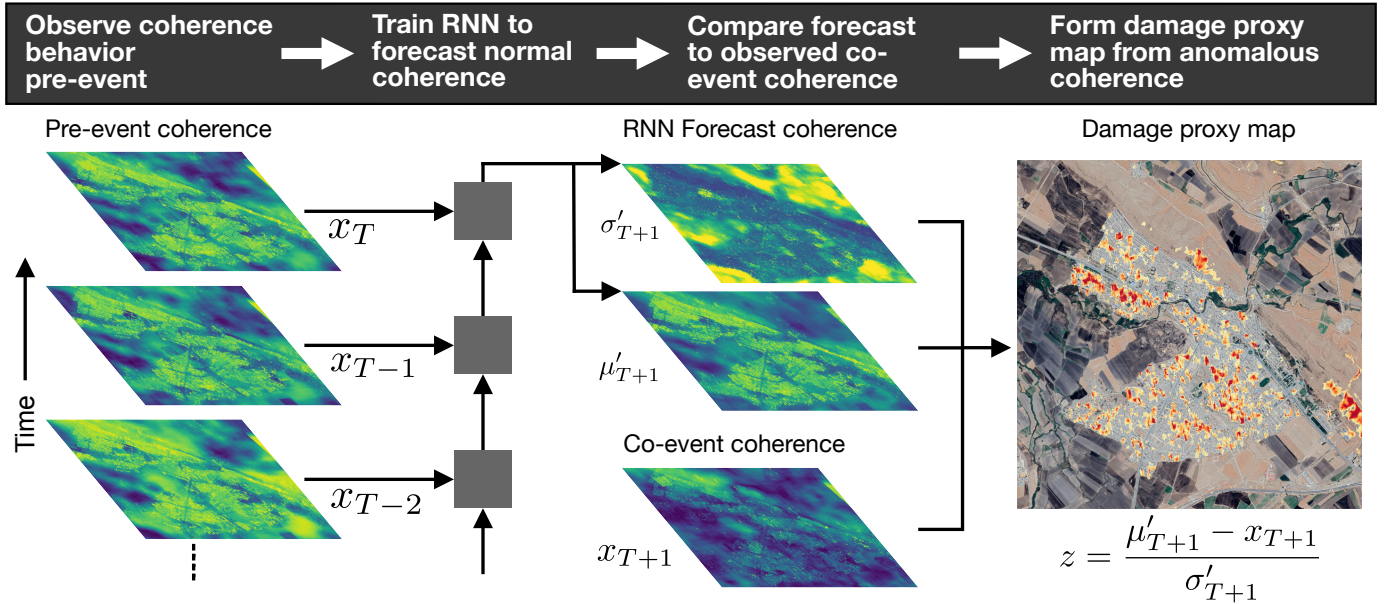 Observe coherence
behavior
pre-event
Train RNN to
forecast normal
coherence
Compare forecast
to observed co-
event coherence
Form damage proxy
map from anomalous
coherence
Pre-event coherence
RNN Forecast coherence
Damage proxy map
x_T
σ′_{T+1}
x_{T−1}
μ′_{T+1}
Time
Co-event coherence
x_{T−2}
x_{T+1}
z = \frac{μ′_{T+1} − x_{T+1}}{σ′_{T+1}}